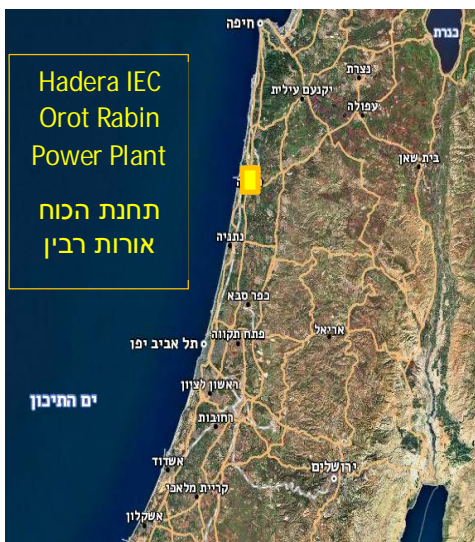 Hadera IEC
Orot Rabin
Power Plant
תחנת הכוח
אורות רבין
חיפה
כנרת
נצרת
יקנעם עילית
עפולה
בית שאן
נתניה
כפר סבא
אריאל
פתח תקווה
תל אביב יפו
ראשון לציון
ים התיכון
רחובות
אשדוד
ירושלים
קריית מלאכי
אשקלון